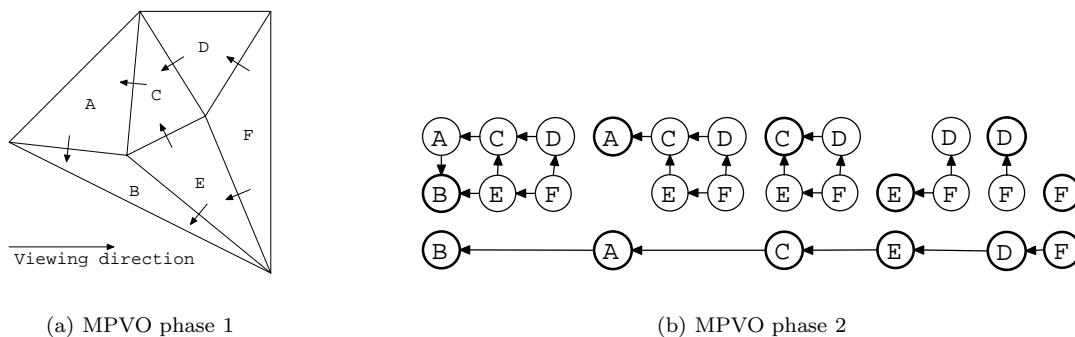 D
C
A
F
E
B
Viewing direction
(a) MPVO phase 1
A C D A C D C D D D
B E F E F E F E F F F
B A C E D F
(b) MPVO phase 2